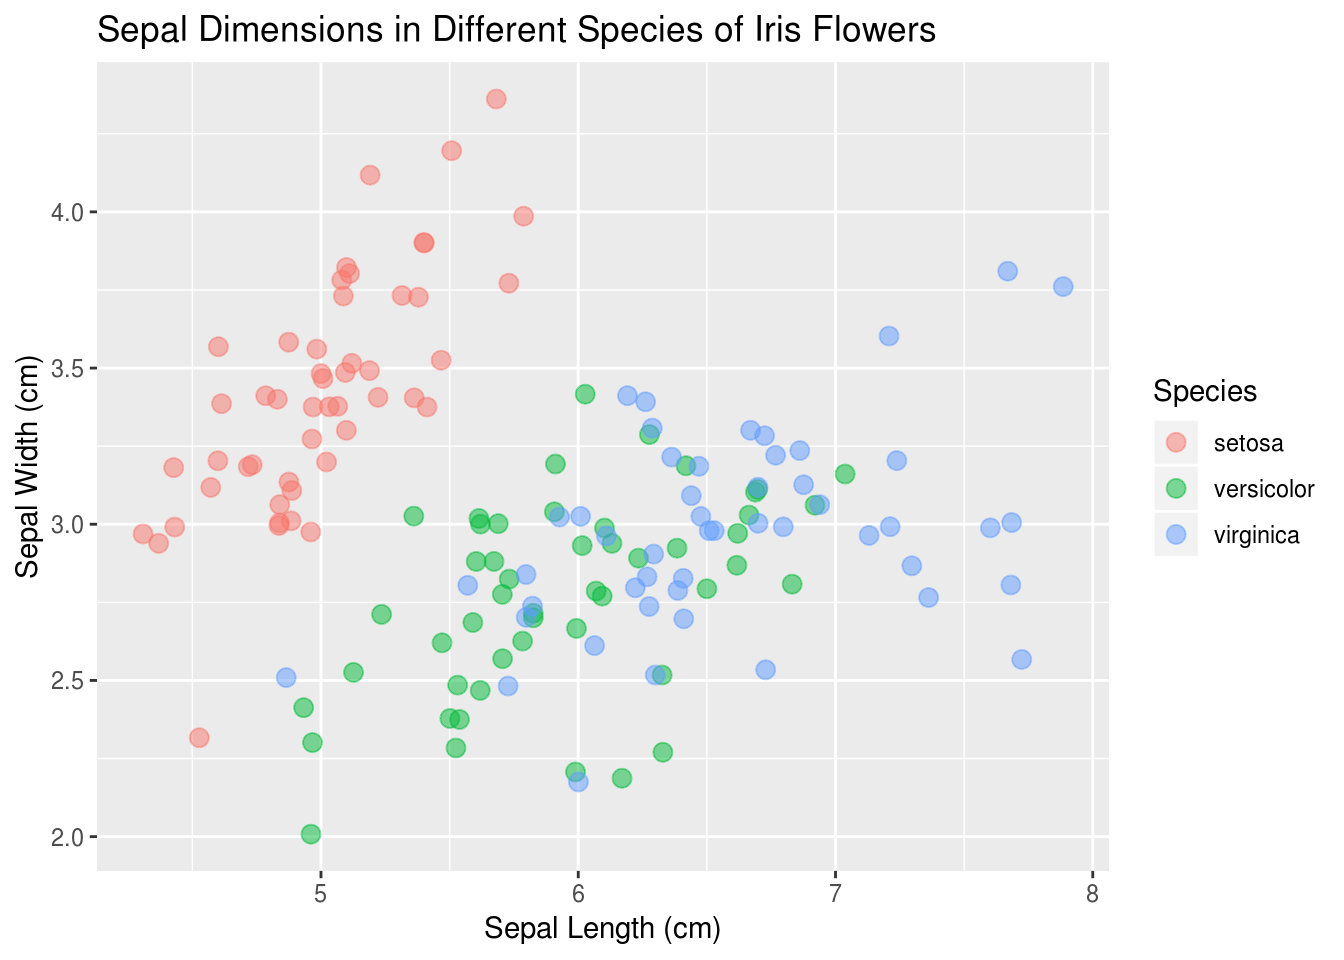 Sepal Dimensions in Different Species of Iris Flowers
Sepal Width (cm)
4.0
3.5
3.0
2.5
2.0
5 6 7 8
Sepal Length (cm)
Species
setosa
versicolor
virginica